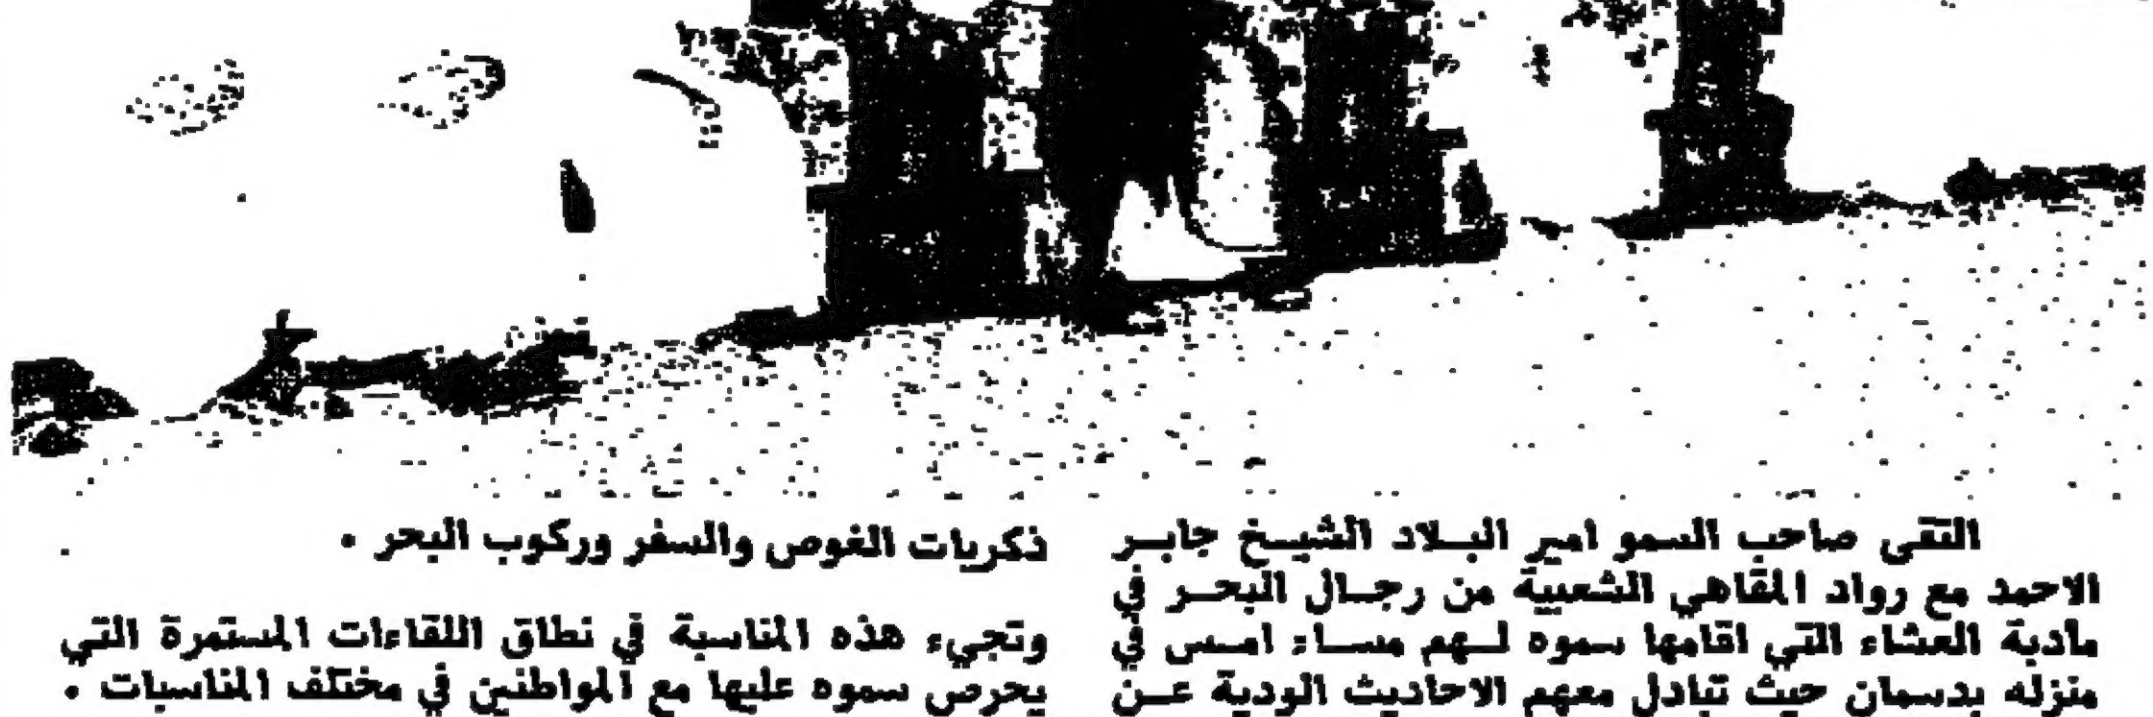 التقى صاحب السمو امير البلاد الشيخ جابر
الاحمد مع رواد المقاهي الشعبية من رجال البحر في
مأدبة العشاء التي اقامها سموه لهم مساء امس في
منزله بدسمان حيث تبادل معهم الاحاديث الودية عن
ذكريات الغوص والسفر وركوب البحر .
وتجيء هذه المناسبة في نطاق اللقاءات المستمرة التي
يحرص سموه عليها مع المواطنين في مختلف المناسبات .